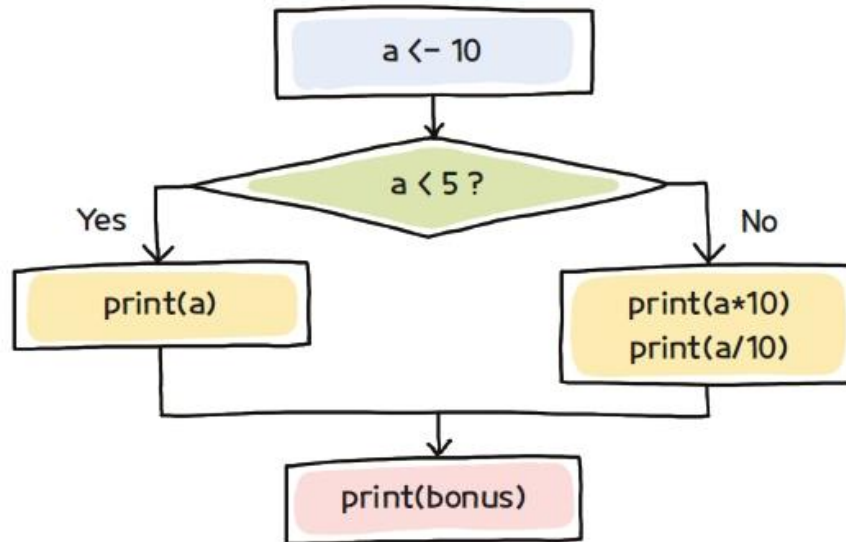 a <- 10
a < 5 ?
Yes
No
print(a)
print(a*10)
print(a/10)
print(bonus)